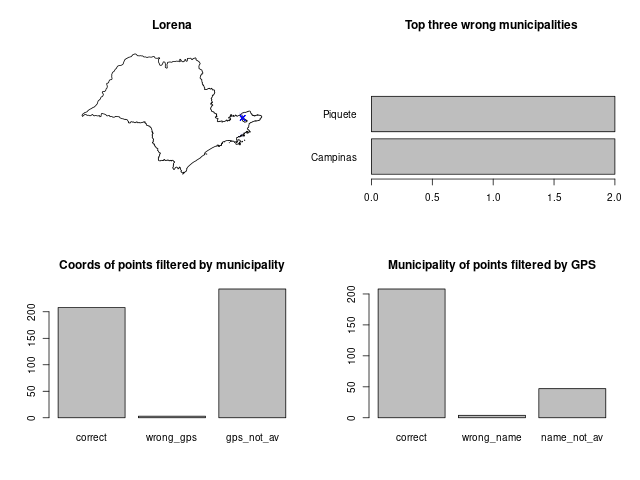 Lorena
Top three wrong municipalities
Piquete
Campinas
0.0 0.5 1.0 1.5 2.0
Coords of points filtered by municipality
200
150
100
50
0
correct wrong_gps gps_not_av
Municipality of points filtered by GPS
200
150
100
50
0
correct wrong_name name_not_av